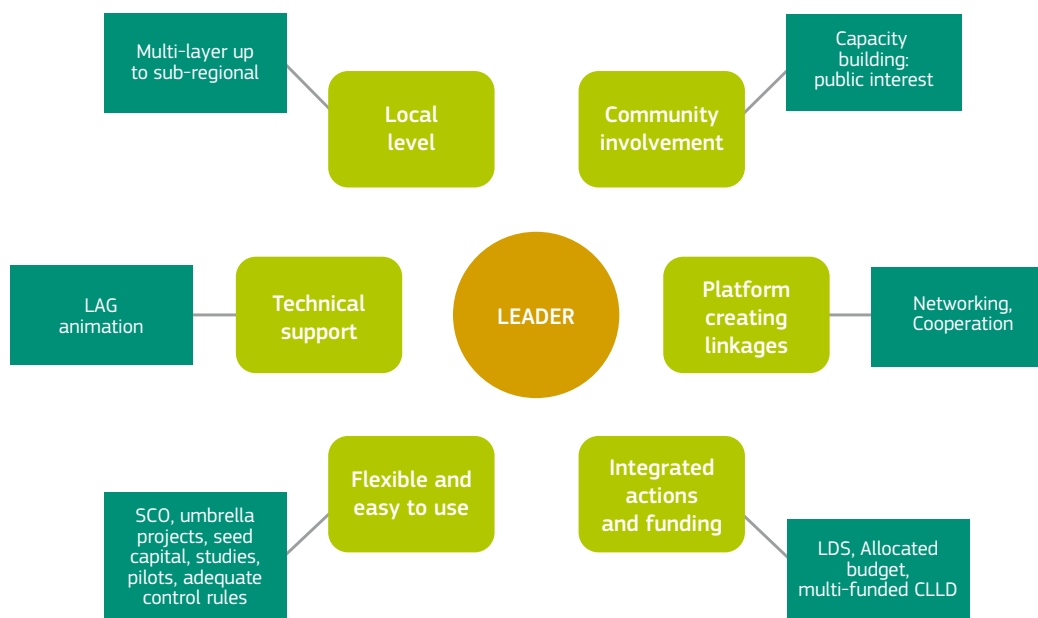 Multi-layer up
to sub-regional
Local
level
Community
involvement
Capacity
building:
public interest
LAG
animation
Technical
support
LEADER
Platform
creating
linkages
Networking,
Cooperation
SCO, umbrella
projects, seed
capital, studies,
pilots, adequate
control rules
Flexible and
easy to use
Integrated
actions
and funding
LDS, Allocated
budget,
multi-funded CLLD